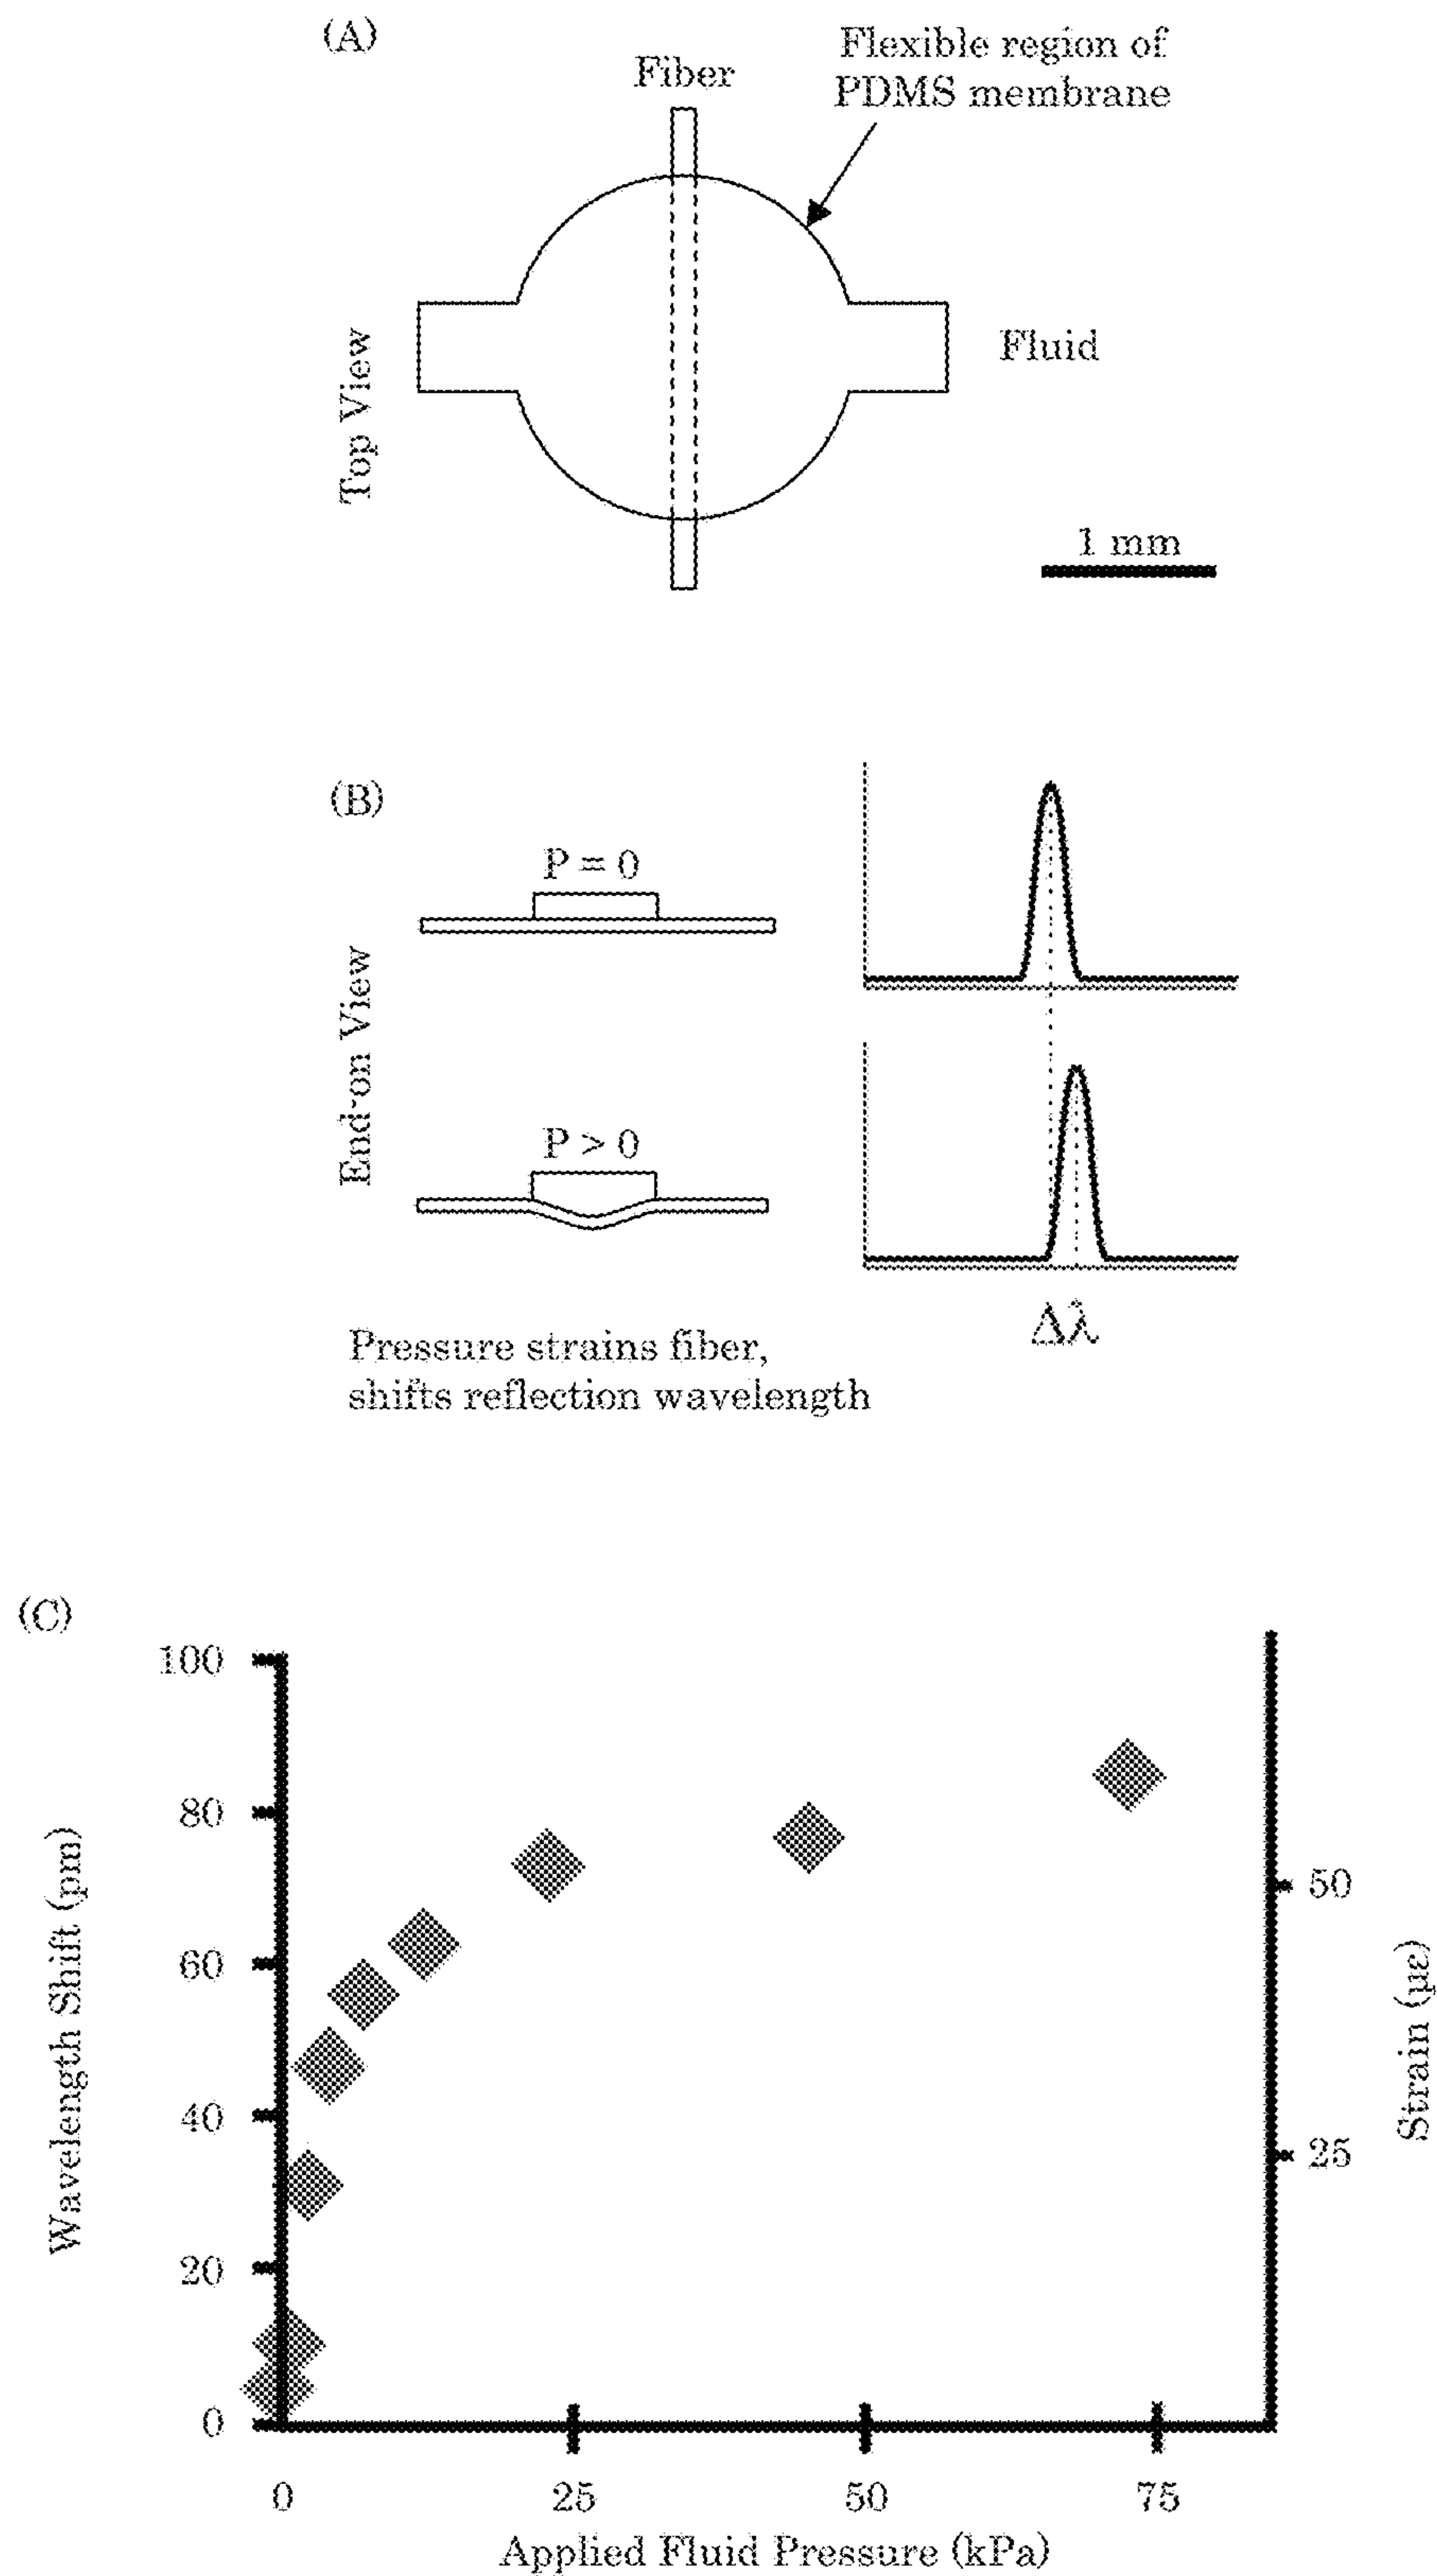 (A)
Fiber
Flexible region of
PDMS membrane
Top View
Fluid
1 mm
(B)
P = 0
End-on View
P > 0
Δλ
Pressure strains fiber,
shifts reflection wavelength
(C)
100
80
60
40
20
0
Wavelength Shift (pm)
50
25
Strain (με)
0
25
50
75
Applied Fluid Pressure (kPa)